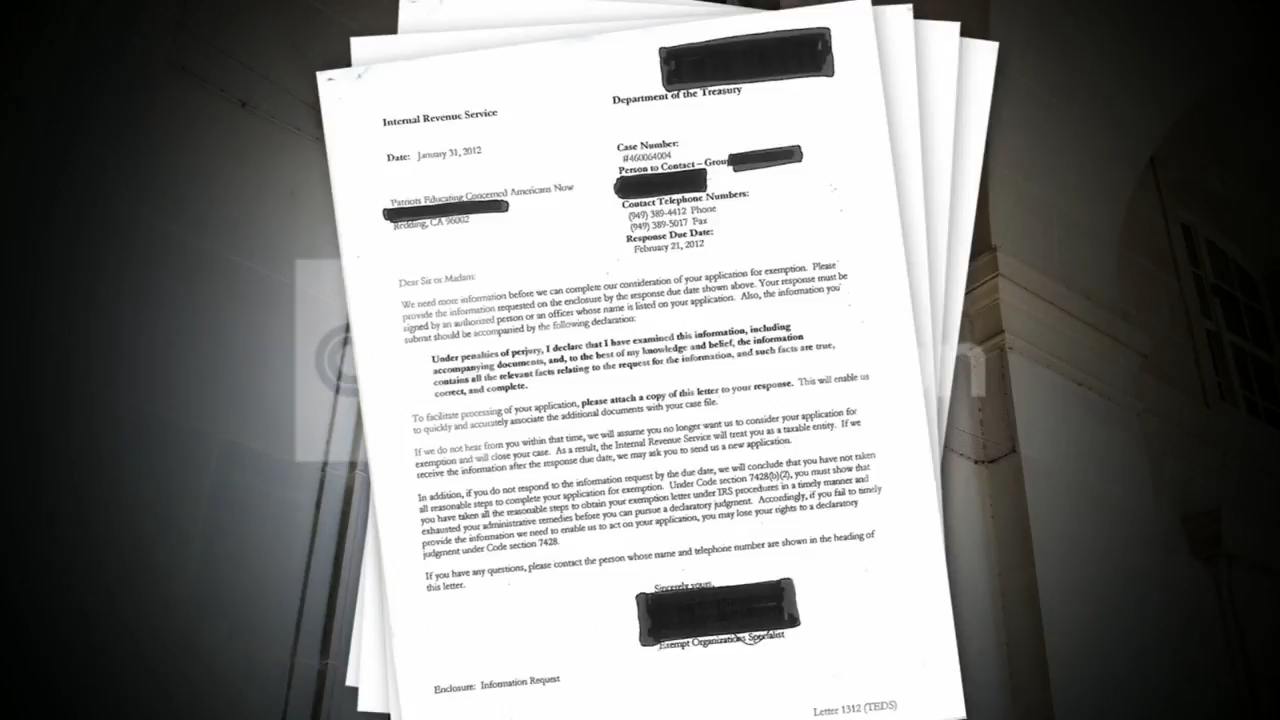 Department of the Treasury
Internal Revenue Service
Date: January 31, 2012
Case Number:
#460064004
Person to Contact – Group
Contact Telephone Numbers:
(949) 389-4412 Phone
(949) 389-5017 Fax
Response Due Date:
February 21, 2012
Patriots Educating Concerned Americans Now
Redding, CA 96002
Dear Sir or Madam:
We need more information before we can complete our consideration of your application for exemption. Please
provide the information requested on the enclosure by the response due date shown above. Your response must be
signed by an authorized person or an officer whose name is listed on your application. Also, the information you
submit should be accompanied by the following declaration:
Under penalties of perjury, I declare that I have examined this information, including
accompanying documents, and, to the best of my knowledge and belief, the information
contains all the relevant facts relating to the request for the information, and such facts are true,
correct, and complete.
To facilitate processing of your application, please attach a copy of this letter to your response. This will enable us
to quickly and accurately associate the additional documents with your case file.
If we do not hear from you within that time, we will assume you no longer want us to consider your application for
exemption and will close your case. As a result, the Internal Revenue Service will treat you as a taxable entity. If we
receive the information after the response due date, we may ask you to send us a new application.
In addition, if you do not respond to the information request by the due date, we will conclude that you have not taken
all reasonable steps to complete your application for exemption. Under Code section 7428(b)(2), you must show that
you have taken all the reasonable steps to obtain your exemption letter under IRS procedures in a timely manner and
exhausted your administrative remedies before you can pursue a declaratory judgment. Accordingly, if you fail to timely
provide the information we need to enable us to act on your application, you may lose your rights to a declaratory
judgment under Code section 7428.
If you have any questions, please contact the person whose name and telephone number are shown in the heading of
this letter.
Sincerely yours,
Exempt Organizations Specialist
Enclosure: Information Request
Letter 1312 (TEDS)